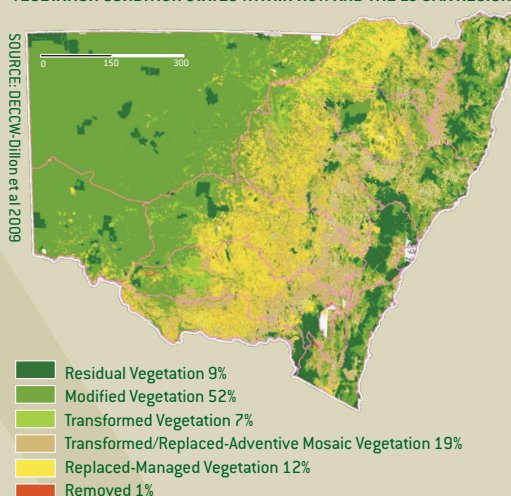 SOURCE: DECCW-Dillon et al 2009
0 150 300
Residual Vegetation 9%
Modified Vegetation 52%
Transformed Vegetation 7%
Transformed/Replaced-Adventive Mosaic Vegetation 19%
Replaced-Managed Vegetation 12%
Removed 1%